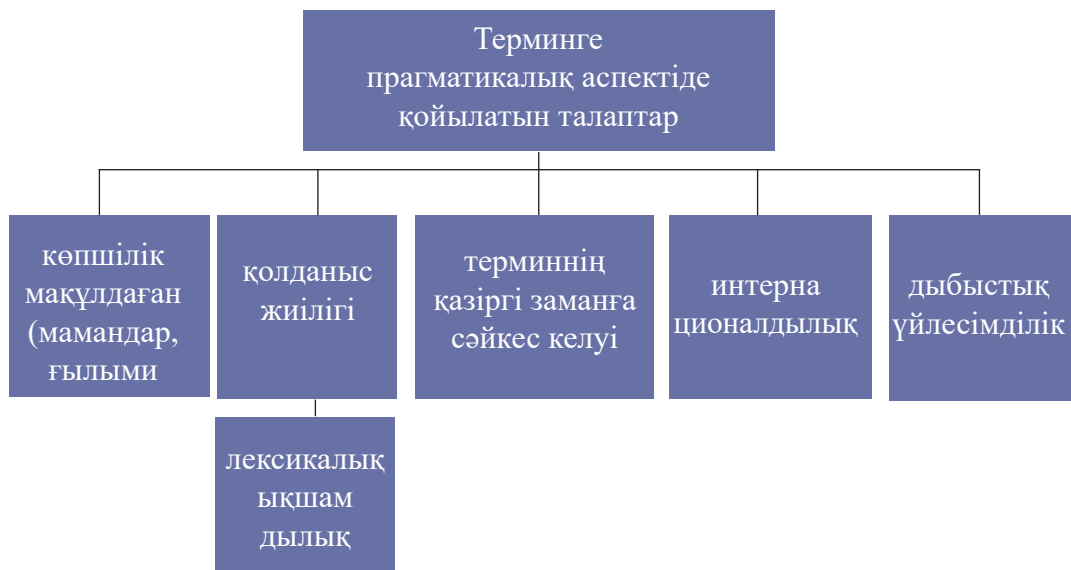 Терминге
прагматикалық аспектіде
қойылатын талаптар
көпшілік
мақұлдаған
(мамандар,
ғылыми
қолданыс
жиілігі
терминнің
қазіргі заманға
сәйкес келуі
интерна
ционалдылық
дыбыстық
үйлесімділік
лексикалық
ықшам
дылық